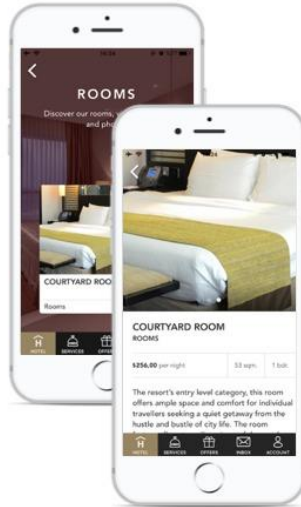 ROOMS
Discover our rooms,
and pho
COURTYARD ROO
Rooms
HOTEL
SERVICES
COURTYARD ROOM
ROOMS
$256,00 per night
53 sqm.
1 bdr.
The resort's entry level category, this room
offers ample space and comfort for individual
travellers seeking a quiet getaway from the
hustle and bustle of city life. The room
HOTEL SERVICES OFFERS INBOX ACCOUNT